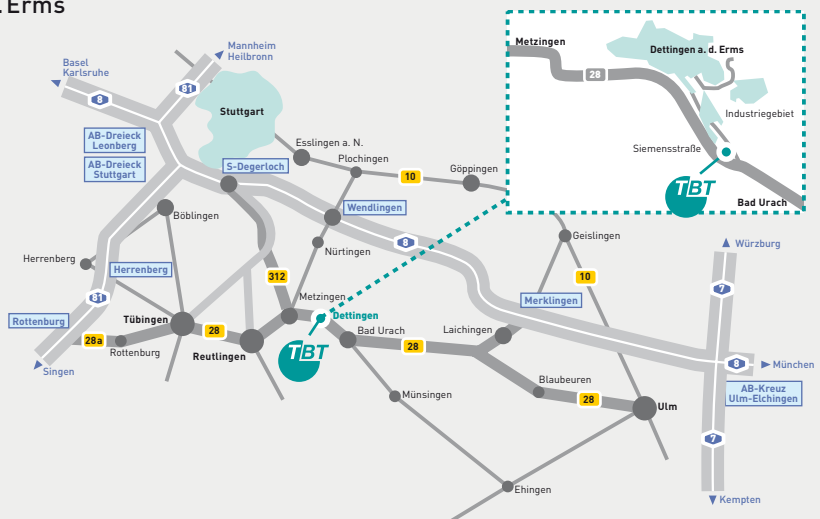 .Erms
Mannheim
Heilbronn
Basel
Karlsruhe
8
81
Stuttgart
AB-Dreieck
Leonberg
AB-Dreieck
Stuttgart
S-Degerloch
Esslingen a. N.
Plochingen
10
Göppingen
Metzingen
Dettingen a. d. Erms
28
Industriegebiet
Siemensstraße
TBT
Bad Urach
Böblingen
Wendlingen
8
Nürtingen
Geislingen
Würzburg
Herrenberg
Herrenberg
312
10
81
7
Metzingen
Merklingen
Rottenburg
Tübingen
28
Dettingen
28a
Rottenburg
Reutlingen
TBT
Bad Urach
28
Laichingen
8
München
Singen
Blaubeuren
AB-Kreuz
Ulm-Elchingen
Münsingen
28
Ulm
7
Ehingen
Kempten